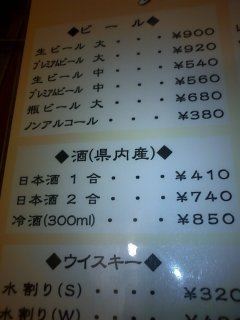 ◆ビール◆
生ビール 大 ・・・ ¥900
プレミアムビール 大 ・・・ ¥920
生ビール 中 ・・・ ¥540
プレミアムビール 中 ・・・ ¥560
瓶ビール 大 ・・・ ¥680
ノンアルコール ・・・ ¥380
◆酒(県内産)◆
日本酒 1 合 ・・・・ ¥410
日本酒 2 合 ・・・・ ¥740
冷酒(300ml) ・・・・ ¥850
◆ウイスキー◆
水割り(S) ・・・・ ¥320
水割り(W) ・・・・